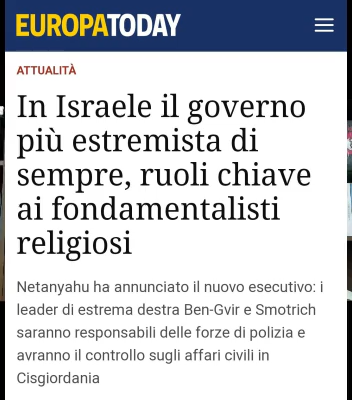 EUROPATODAY
ATTUALITÀ
In Israele il governo
più estremista di
sempre, ruoli chiave
ai fondamentalisti
religiosi
Netanyahu ha annunciato il nuovo esecutivo: i
leader di estrema destra Ben-Gvir e Smotrich
saranno responsabili delle forze di polizia e
avranno il controllo sugli affari civili in
Cisgiordania